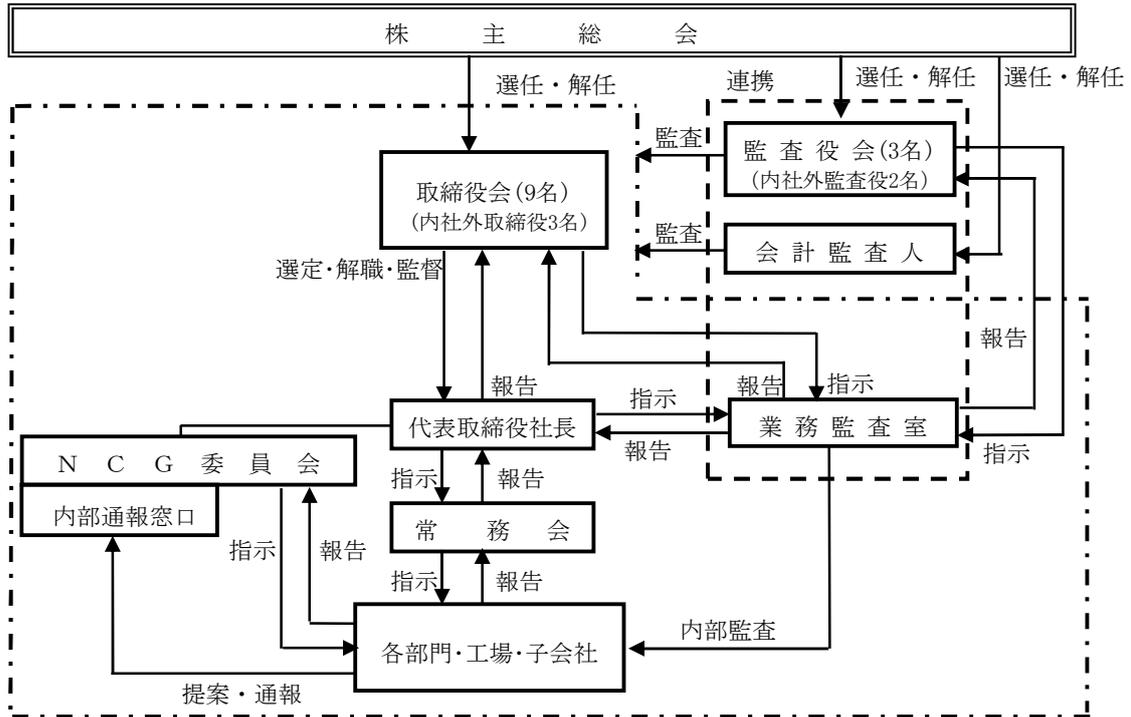 株主総会
選任・解任
連携
選任・解任
選任・解任
監査
監査役会(3名)
(内社外監査役2名)
取締役会(9名)
(内社外取締役3名)
監査
会計監査人
選定・解職・監督
報告
報告
報告
指示
指示
代表取締役社長
業務監査室
報告
指示
NCG委員会
指示
報告
内部通報窓口
常務会
指示
報告
指示
報告
内部監査
各部門・工場・子会社
提案・通報